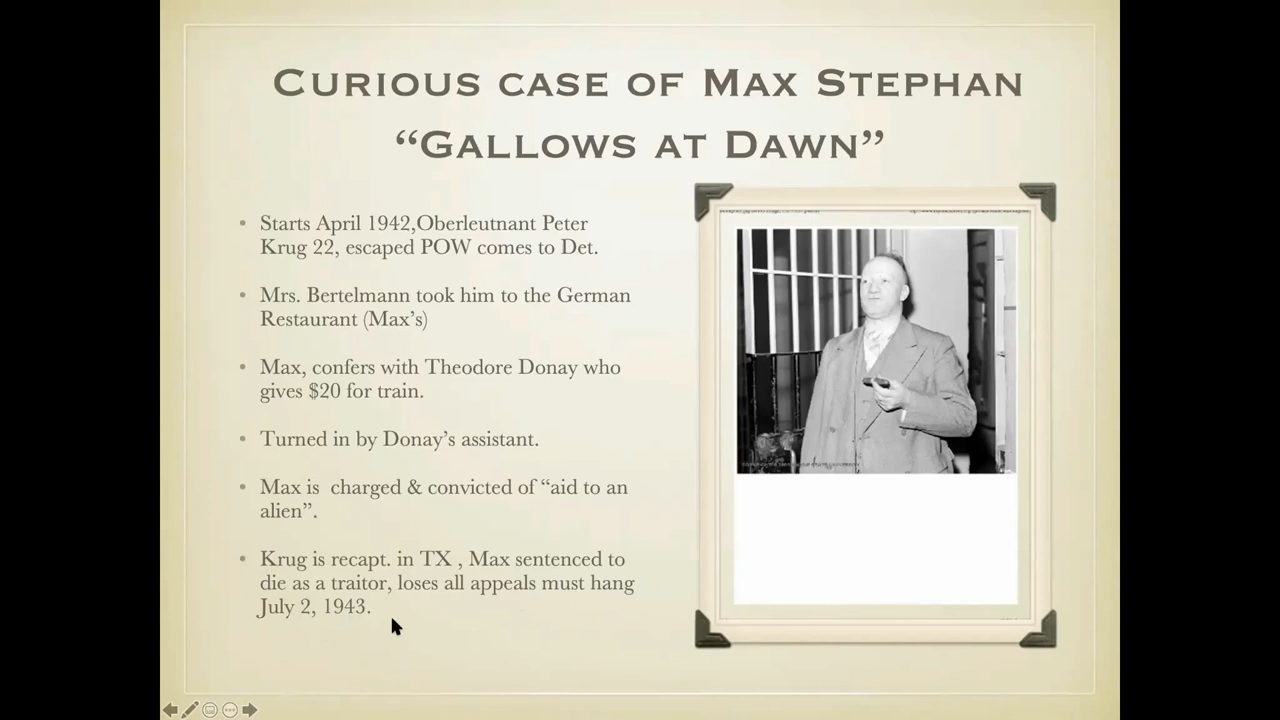 CURIOUS CASE OF MAX STEPHAN
“GALLOWS AT DAWN”
• Starts April 1942,Oberleutnant Peter
Krug 22, escaped POW comes to Det.
• Mrs. Bertelmann took him to the German
Restaurant (Max’s)
• Max, confers with Theodore Donay who
gives $20 for train.
• Turned in by Donay’s assistant.
• Max is  charged & convicted of “aid to an
alien”.
• Krug is recapt. in TX , Max sentenced to
die as a traitor, loses all appeals must hang
July 2, 1943.